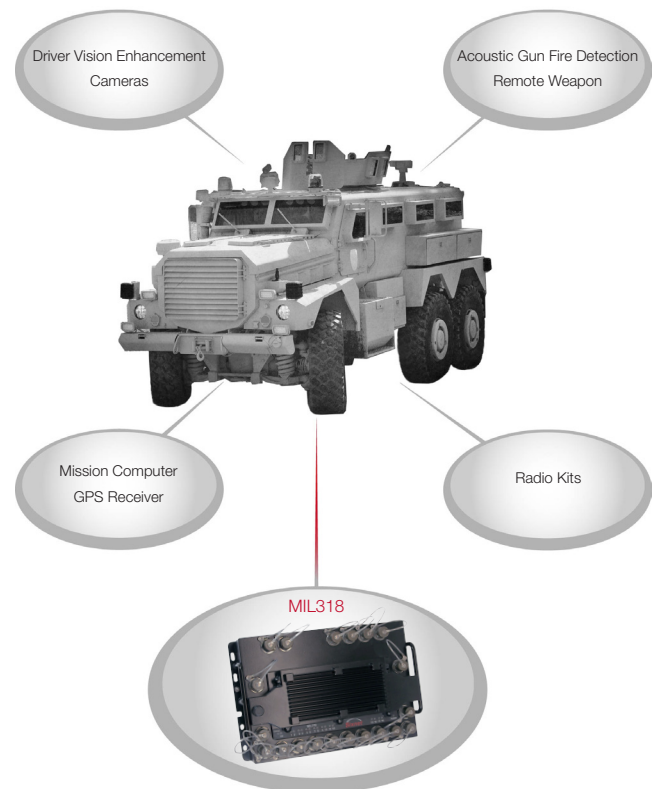 Driver Vision Enhancement
Cameras
Acoustic Gun Fire Detection
Remote Weapon
Mission Computer
GPS Receiver
Radio Kits
MIL318